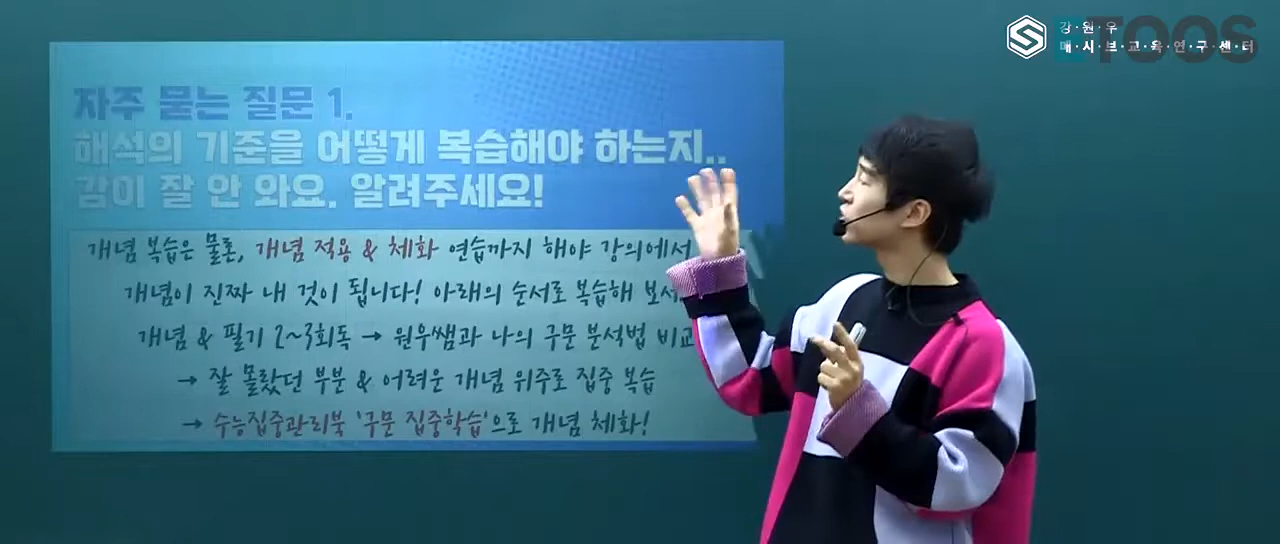 강·원·우
매·시·브·교·육·연·구·센·터
ETOOS
자주 묻는 질문 1.
해석의 기준을 어떻게 복습해야 하는지..
감이 잘 안 와요. 알려주세요!
개념 복습은 물론, 개념 적용 & 체화 연습까지 해야 강의에서
개념이 진짜 내 것이 됩니다! 아래의 순서로 복습해
개념 & 필기 2~3회독 → 원우쌤과 나의 구문 분석법 비교
→ 잘 몰랐던 부분 & 어려운 개념 위주로 집중 복습
→ 수능집중관리북 '구문 집중학습'으로 개념 체화!